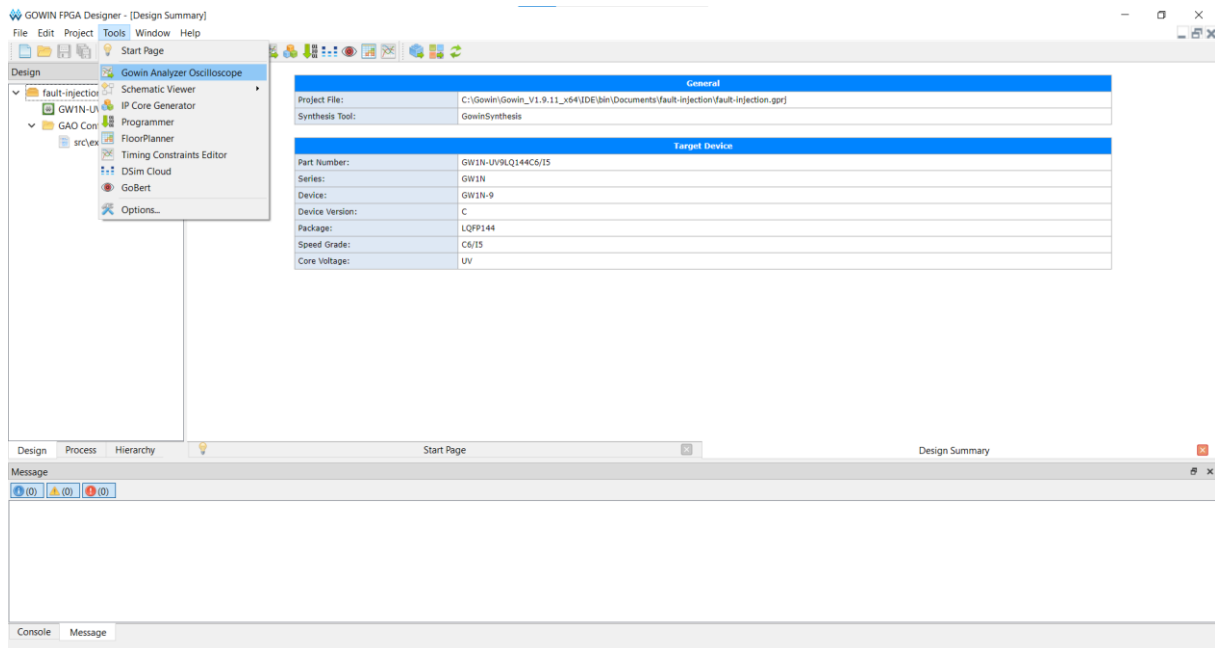 GOWIN FPGA Designer - [Design Summary]
File Edit Project Tools Window Help
Start Page
Gowin Analyzer Oscilloscope
Schematic Viewer
IP Core Generator
Programmer
FloorPlanner
Timing Constraints Editor
DSim Cloud
GoBert
Options...
Design
fault-injection
GW1N-UV
GAO Con
src\ex
General
Project File: C:\Gowin\Gowin_V1.9.11_x64\IDE\bin\Documents\fault-injection\fault-injection.gprj
Synthesis Tool: GowinSynthesis
Target Device
Part Number: GW1N-UV9LQ144C6/I5
Series: GW1N
Device: GW1N-9
Device Version: C
Package: LQFP144
Speed Grade: C6/I5
Core Voltage: UV
Design Process Hierarchy
Start Page
Design Summary
Message
(0) (0) (0)
Console Message